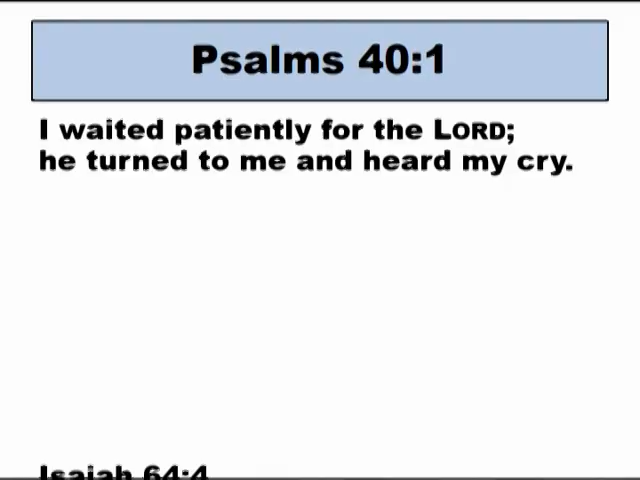 Psalms 40:1
I waited patiently for the LORD;
he turned to me and heard my cry.
Isaiah 64:4